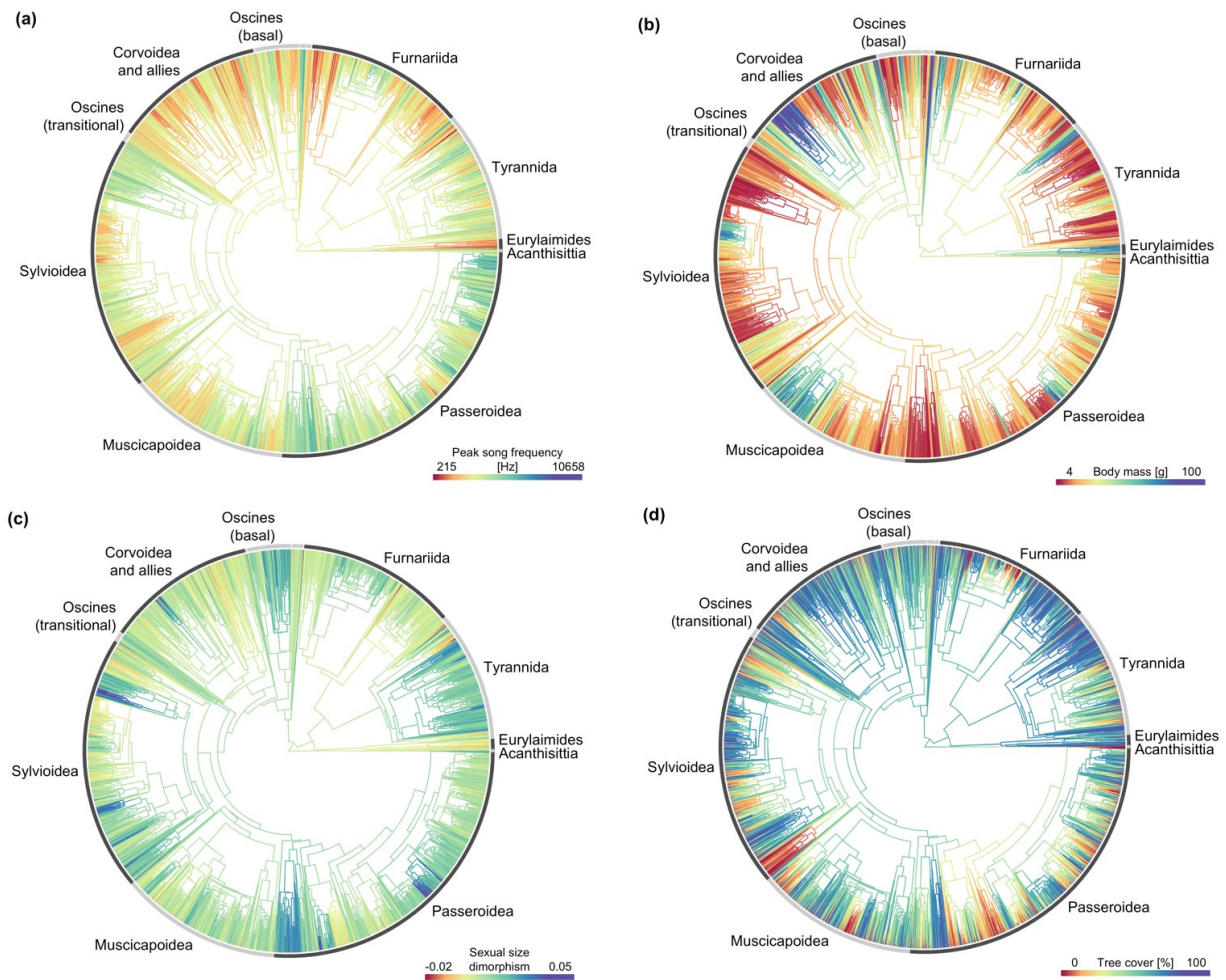 (a)
Oscines
(basal)
Corvoidea
and allies
Furnariida
Oscines
(transitional)
Tyrannida
Eurylaimides
Acanthisittia
Sylvioidea
Passeroidea
Muscicapoidea
Peak song frequency
215 [Hz] 10658
(b)
Oscines
(basal)
Corvoidea
and allies
Furnariida
Oscines
(transitional)
Tyrannida
Eurylaimides
Acanthisittia
Sylvioidea
Passeroidea
Muscicapoidea
4 Body mass [g] 100
(c)
Oscines
(basal)
Corvoidea
and allies
Furnariida
Oscines
(transitional)
Tyrannida
Eurylaimides
Acanthisittia
Sylvioidea
Passeroidea
Muscicapoidea
Sexual size
-0.02 dimorphism 0.05
(d)
Oscines
(basal)
Corvoidea
and allies
Furnariida
Oscines
(transitional)
Tyrannida
Eurylaimides
Acanthisittia
Sylvioidea
Passeroidea
Muscicapoidea
0 Tree cover [%] 100